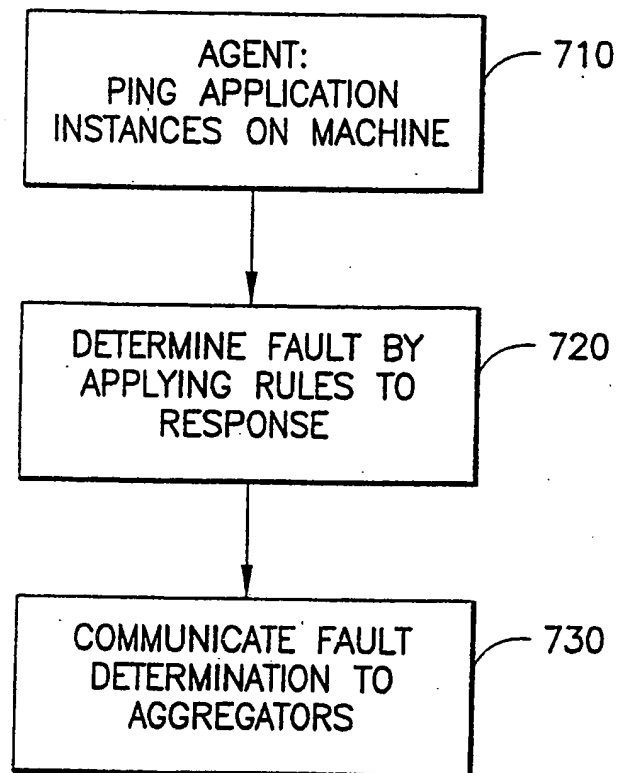 AGENT:
PING APPLICATION
INSTANCES ON MACHINE
710
DETERMINE FAULT BY
APPLYING RULES TO
RESPONSE
720
COMMUNICATE FAULT
DETERMINATION TO
AGGREGATORS
730